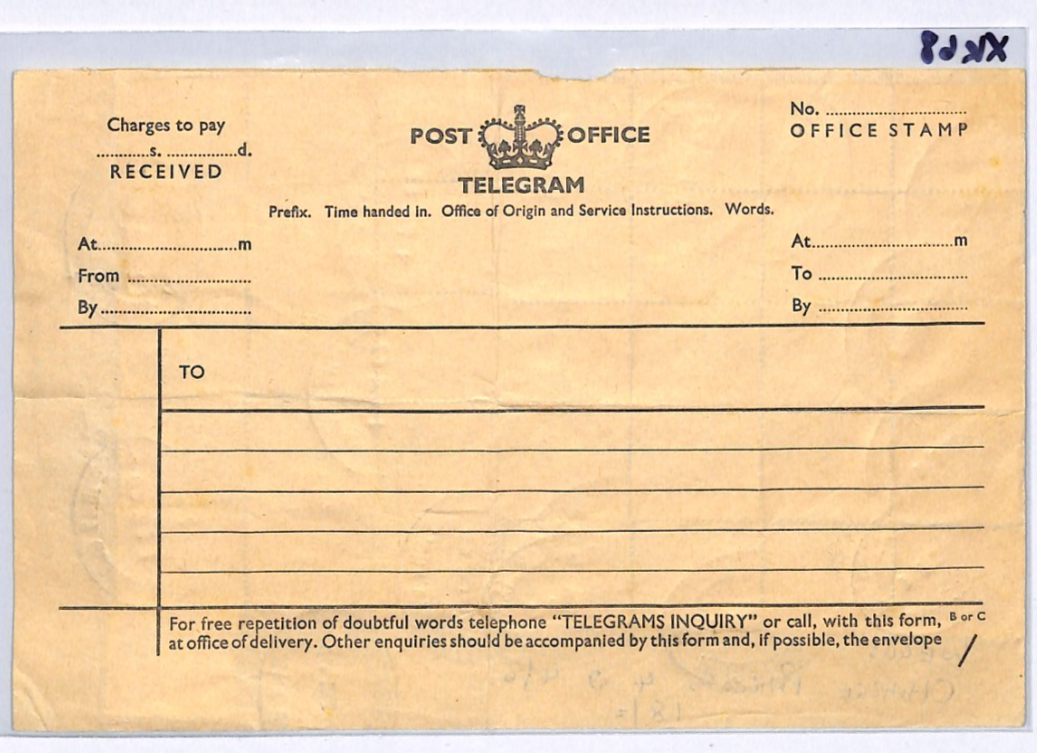 Charges to pay
............s. ...............d.
RECEIVED
POST OFFICE
TELEGRAM
Prefix. Time handed in. Office of Origin and Service Instructions. Words.
No. ..............................
OFFICE STAMP
At..............................m
From ..........................
By................................
At..............................m
To ................................
By ................................
TO
For free repetition of doubtful words telephone “TELEGRAMS INQUIRY” or call, with this form,
at office of delivery. Other enquiries should be accompanied by this form and, if possible, the envelope
B or C
/